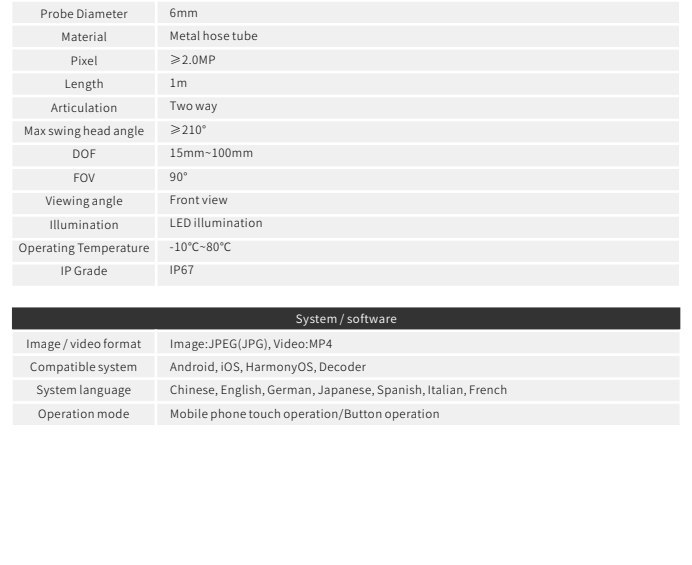 Probe Diameter 6mm
Material Metal hose tube
Pixel ⩾2.0MP
Length 1m
Articulation Two way
Max swing head angle ⩾210°
DOF 15mm~100mm
FOV 90°
Viewing angle Front view
Illumination LED illumination
Operating Temperature -10℃~80℃
IP Grade IP67
System / software
Image / video format Image:JPEG(JPG), Video:MP4
Compatible system Android, iOS, HarmonyOS, Decoder
System language Chinese, English, German, Japanese, Spanish, Italian, French
Operation mode Mobile phone touch operation/Button operation